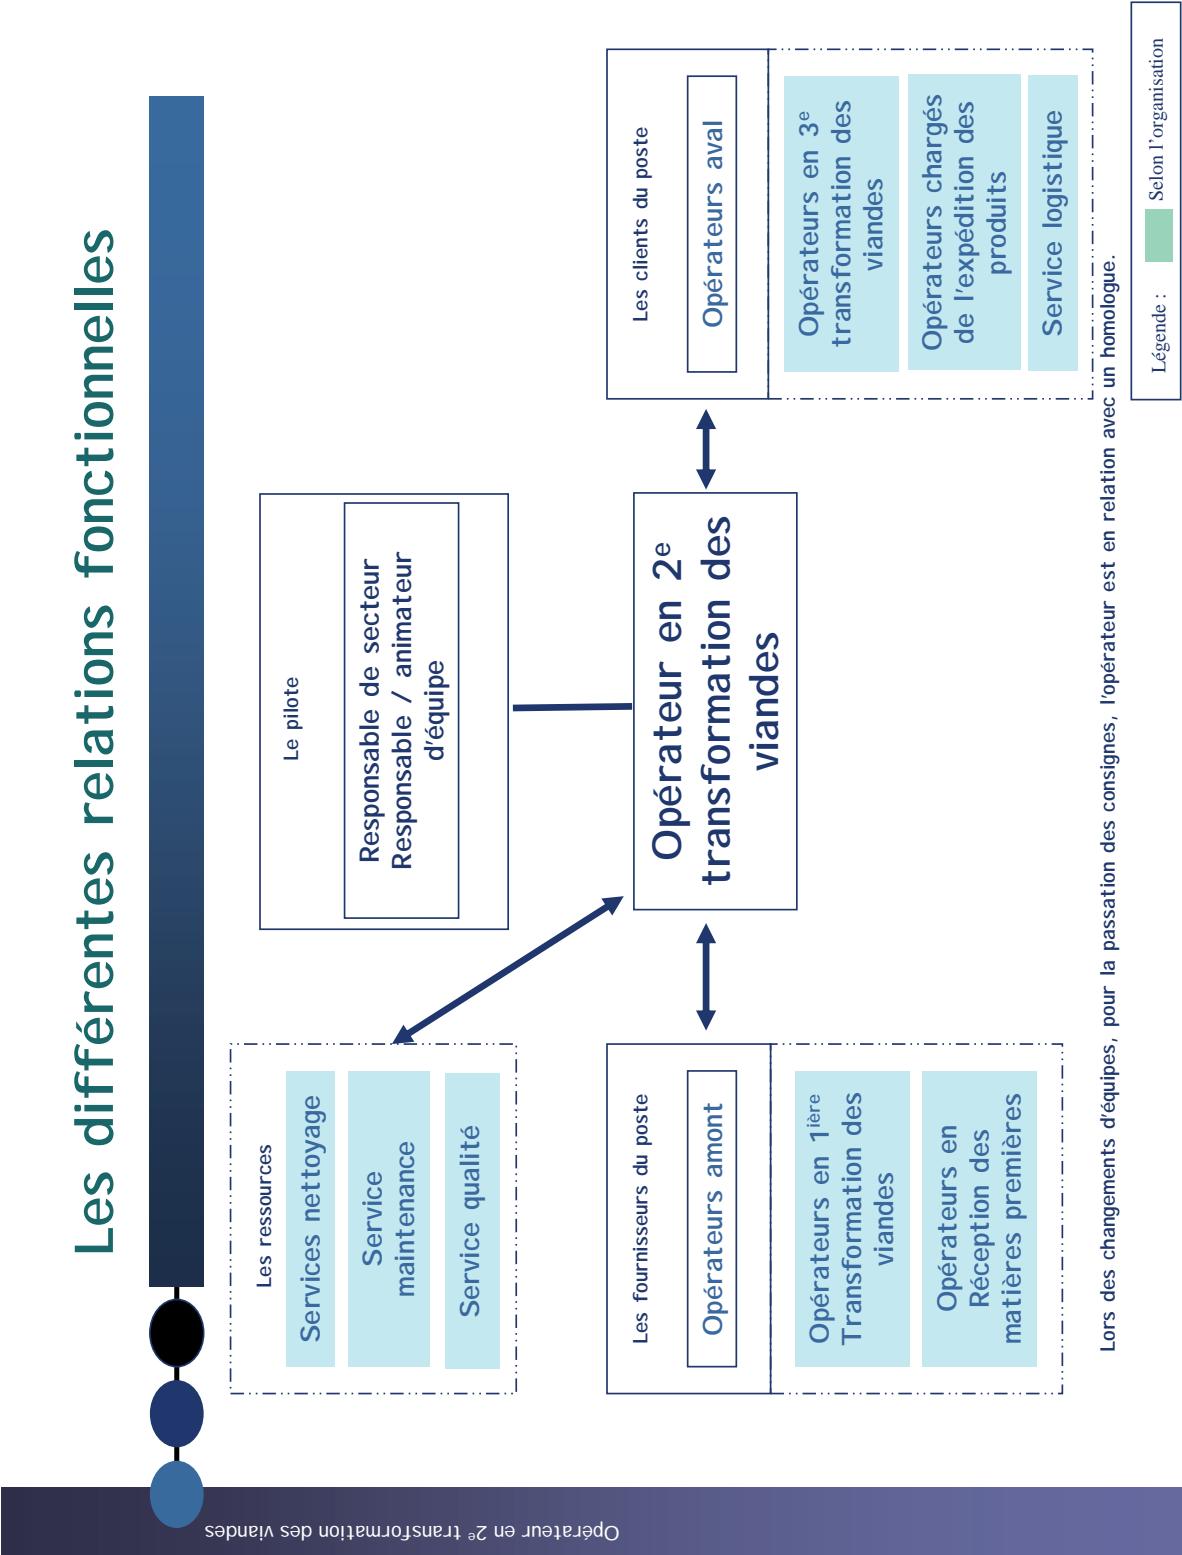 Les différentes relations fonctionnelles
Les ressources
Services nettoyage
Service
maintenance
Service qualité
Le pilote
Responsable de secteur
Responsable / animateur
d'équipe
Les fournisseurs du poste
Opérateurs amont
Opérateurs en 1ière
Transformation des
viandes
Opérateurs en
Réception des
matières premières
Opérateur en 2e
transformation des
viandes
Les clients du poste
Opérateurs aval
Opérateurs en 3e
transformation des
viandes
Opérateurs chargés
de l'expédition des
produits
Service logistique
Lors des changements d'équipes, pour la passation des consignes, l'opérateur est en relation avec un homologue.
Légende :
Selon l'organisation
Opérateur en 2e transformation des viandes